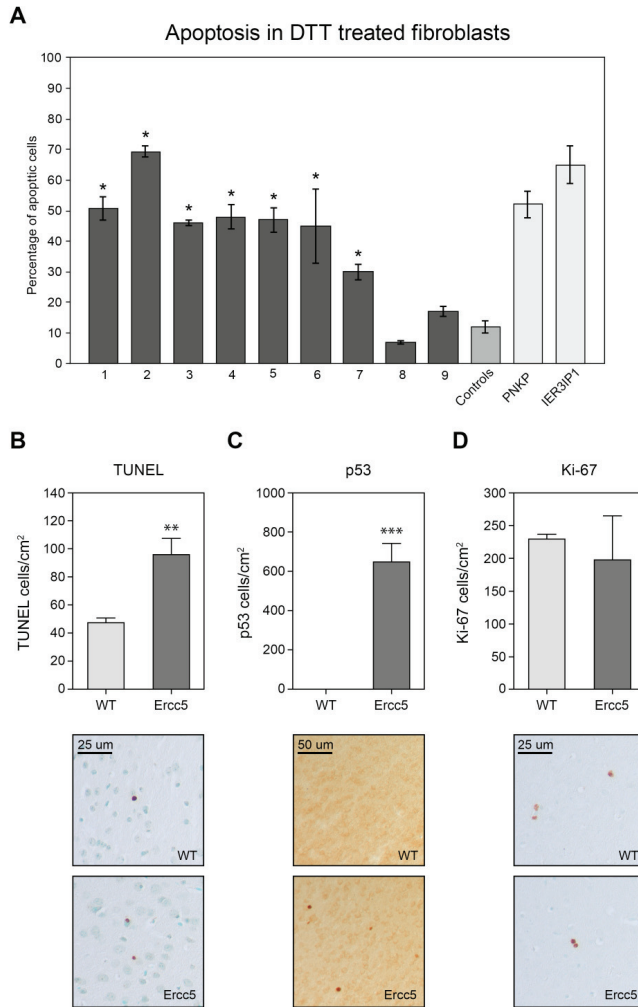 A
Apoptosis in DTT treated fibroblasts
Percentage of apopttic cells
100
90
80
70
60
50
40
30
20
10
0
* * * * * * *
1 2 3 4 5 6 7 8 9 Controls PNKP IER3IP1
B C D
TUNEL p53 Ki-67
TUNEL cells/cm²
140
120
100
80
60
40
20
0
**
WT Ercc5
p53 cells/cm²
1000
800
600
400
200
0
***
WT Ercc5
Ki-67 cells/cm²
300
250
200
150
100
50
0
WT Ercc5
25 um 50 um 25 um
WT WT WT
Ercc5 Ercc5 Ercc5